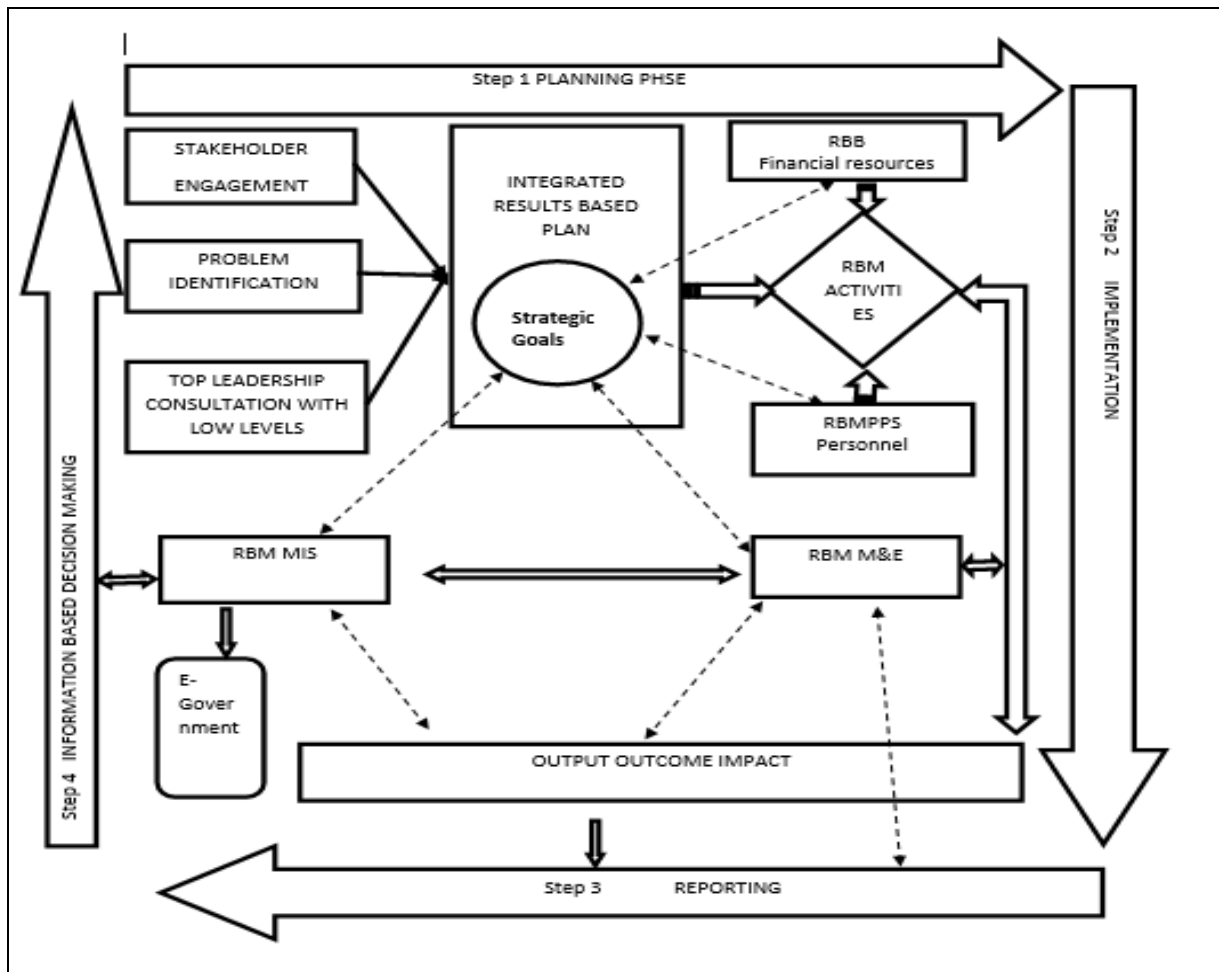 Step 1 PLANNING PHSE
STAKEHOLDER
ENGAGEMENT
PROBLEM
IDENTIFICATION
TOP LEADERSHIP
CONSULTATION WITH
LOW LEVELS
INTEGRATED
RESULTS BASED
PLAN
Strategic
Goals
RBB
Financial resources
RBM
ACTIVITI
ES
RBMPPS
Personnel
Step 2 IMPLEMENTATION
RBM MIS
RBM M&E
E-
Gover
nment
OUTPUT OUTCOME IMPACT
Step 3 REPORTING
Step 4 INFORMATION BASED DECISION MAKING